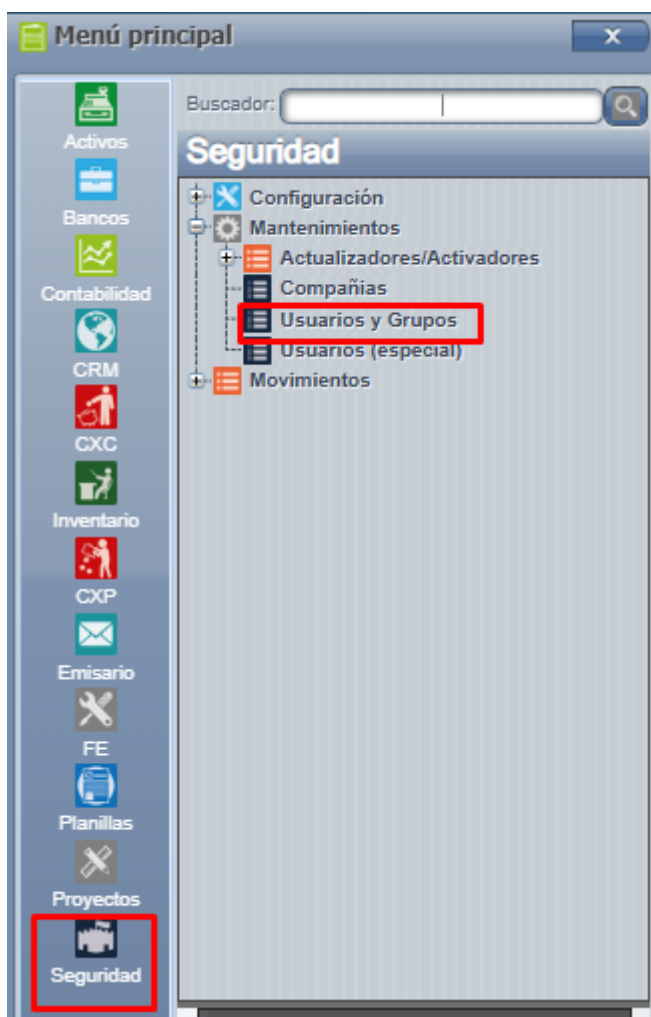 Menú principal
x
Activos
Bancos
Contabilidad
CRM
CXC
Inventario
CXP
Emisario
FE
Planillas
Proyectos
Seguridad
Buscador:
Seguridad
Configuración
Mantenimientos
Actualizadores/Activadores
Compañias
Usuarios y Grupos
Usuarios (especial)
Movimientos